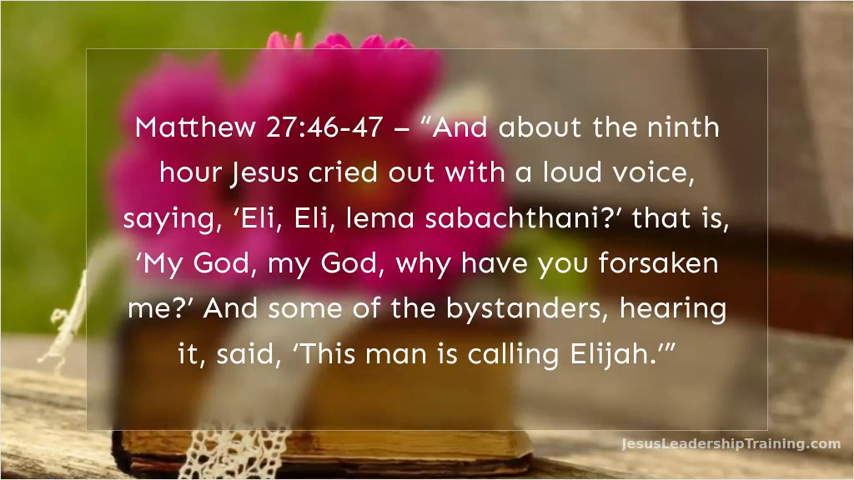 Matthew 27:46-47 – “And about the ninth
hour Jesus cried out with a loud voice,
saying, ‘Eli, Eli, lema sabachthani?’ that is,
‘My God, my God, why have you forsaken
me?’ And some of the bystanders, hearing
it, said, ‘This man is calling Elijah.’”
JesusLeadershipTraining.com